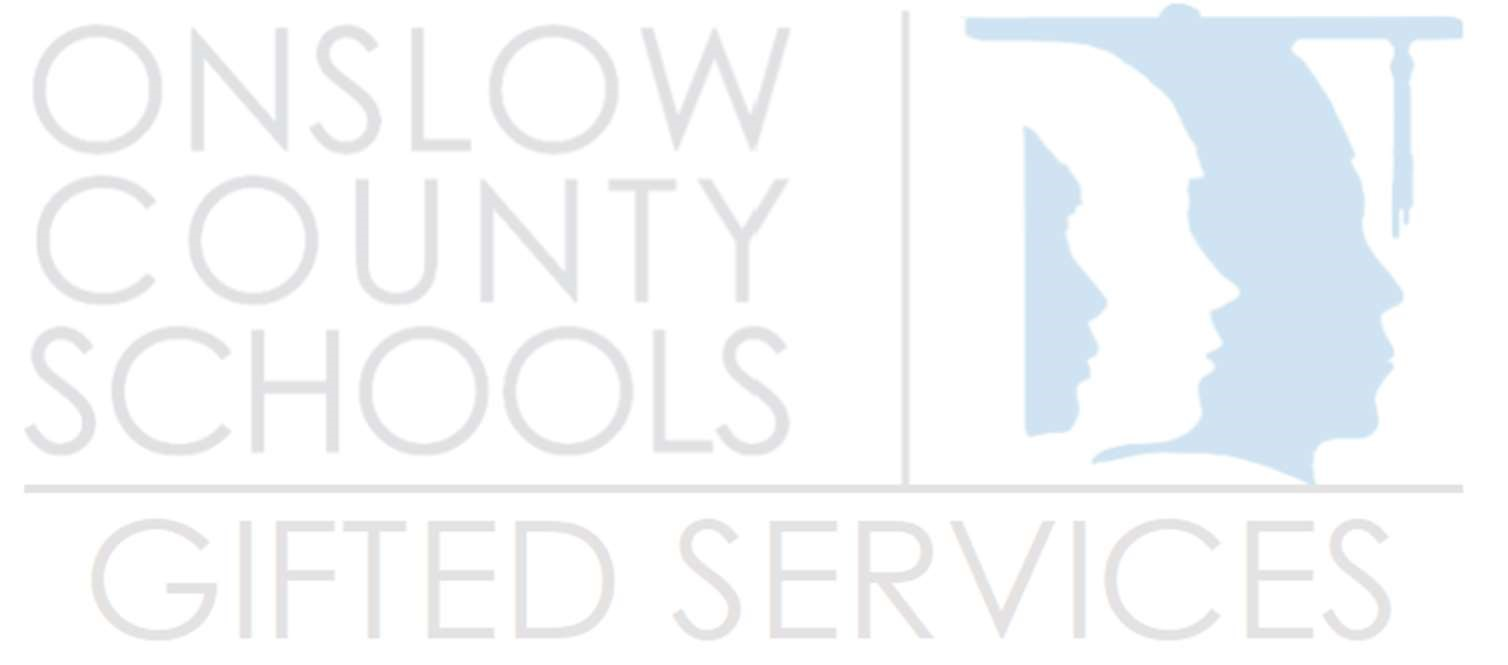 ONSLOW
COUNTY
SCHOOLS
GIFTED SERVICES